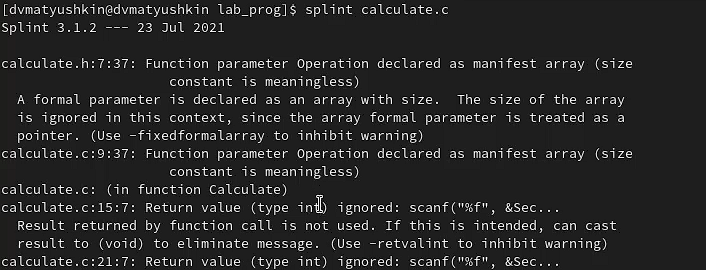 [dvmatyushkin@dvmatyushkin lab_prog]$ splint calculate.c
Splint 3.1.2 --- 23 Jul 2021
calculate.h:7:37: Function parameter Operation declared as manifest array (size
constant is meaningless)
A formal parameter is declared as an array with size.  The size of the array
is ignored in this context, since the array formal parameter is treated as a
pointer. (Use -fixedformalarray to inhibit warning)
calculate.c:9:37: Function parameter Operation declared as manifest array (size
constant is meaningless)
calculate.c: (in function Calculate)
calculate.c:15:7: Return value (type int) ignored: scanf("%f", &Sec...
Result returned by function call is not used. If this is intended, can cast
result to (void) to eliminate message. (Use -retvalint to inhibit warning)
calculate.c:21:7: Return value (type int) ignored: scanf("%f", &Sec...